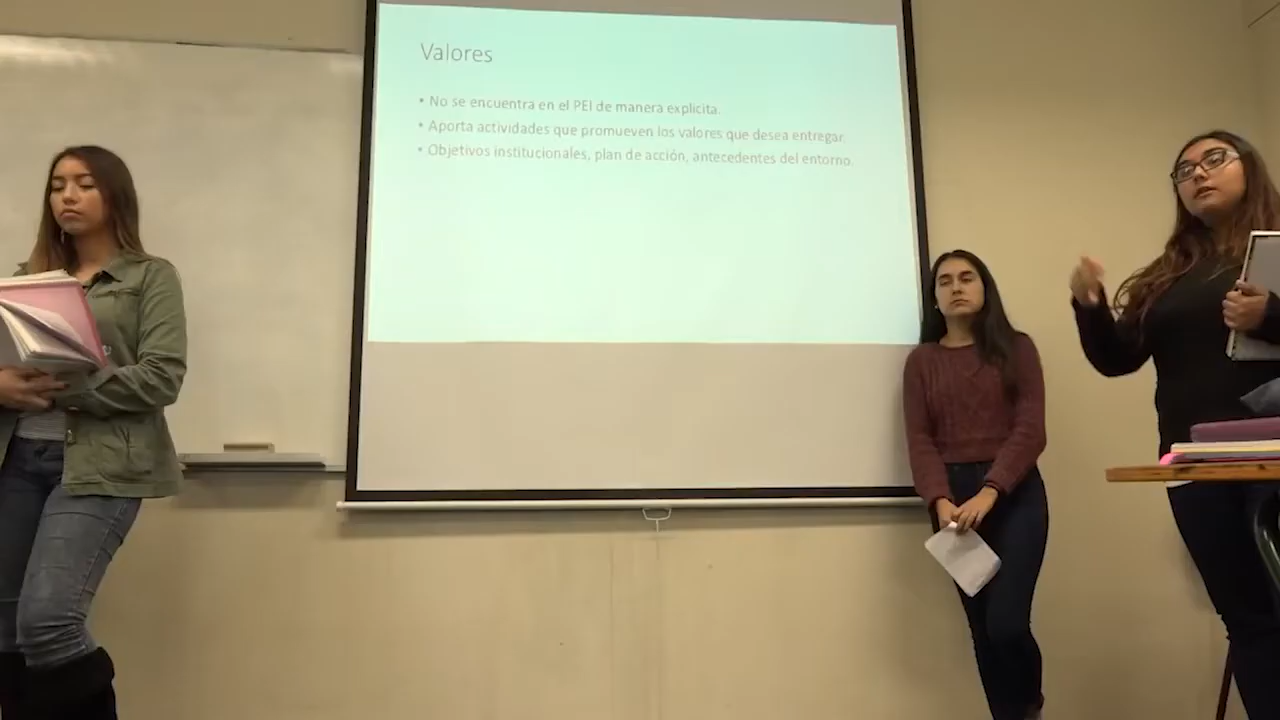 Valores
• No se encuentra en el PEI de manera explicita.
• Aporta actividades que promueven los valores que desea entregar.
• Objetivos institucionales, plan de acción, antecedentes del entorno.